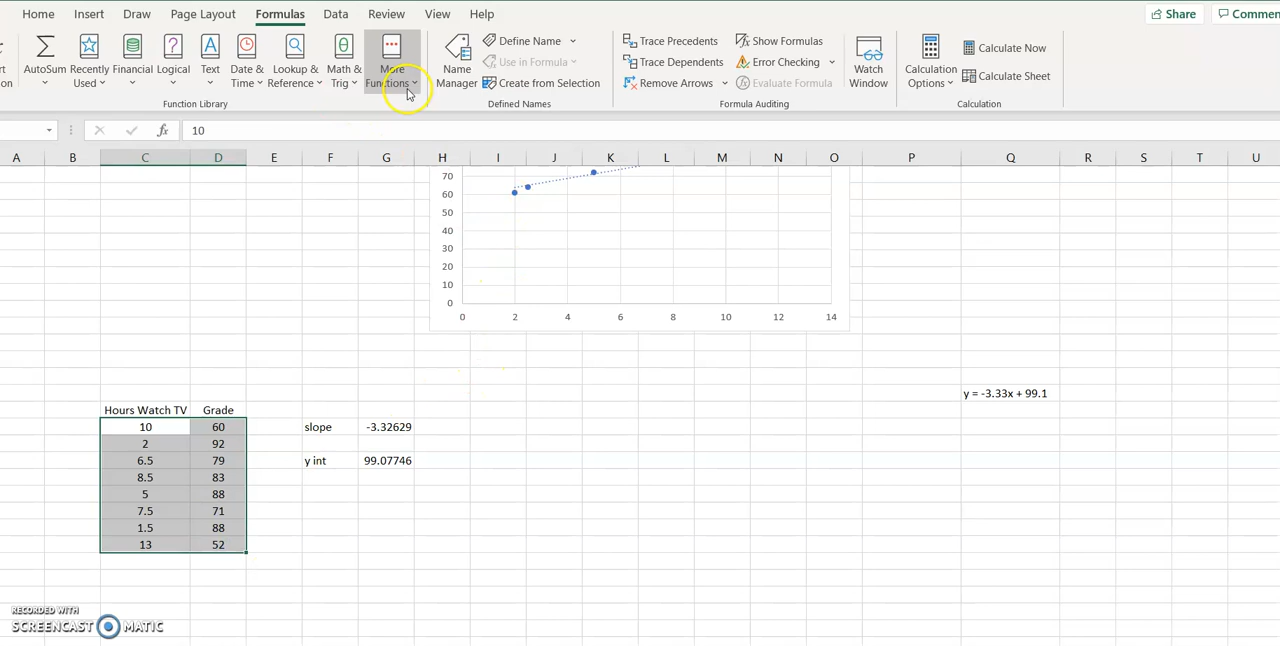 Home Insert Draw Page Layout Formulas Data Review View Help Share
AutoSum Recently Used Financial Logical Text Date & Time Lookup & Reference Math & Trig More Functions
Function Library
Name Manager
Define Name
Use in Formula
Create from Selection
Defined Names
Trace Precedents Show Formulas
Trace Dependents Error Checking
Remove Arrows Evaluate Formula
Formula Auditing
Watch Window
Calculation Options
Calculate Now
Calculate Sheet
Calculation
fx 10
A B C D E F G H I J K L M N O P Q R S T U
70
60
50
40
30
20
10
0
0 2 4 6 8 10 12 14
y = -3.33x + 99.1
Hours Watch TV Grade
10 60 slope -3.32629
2 92
6.5 79 y int 99.07746
8.5 83
5 88
7.5 71
1.5 88
13 52
RECORDED WITH
SCREENCAST MATIC